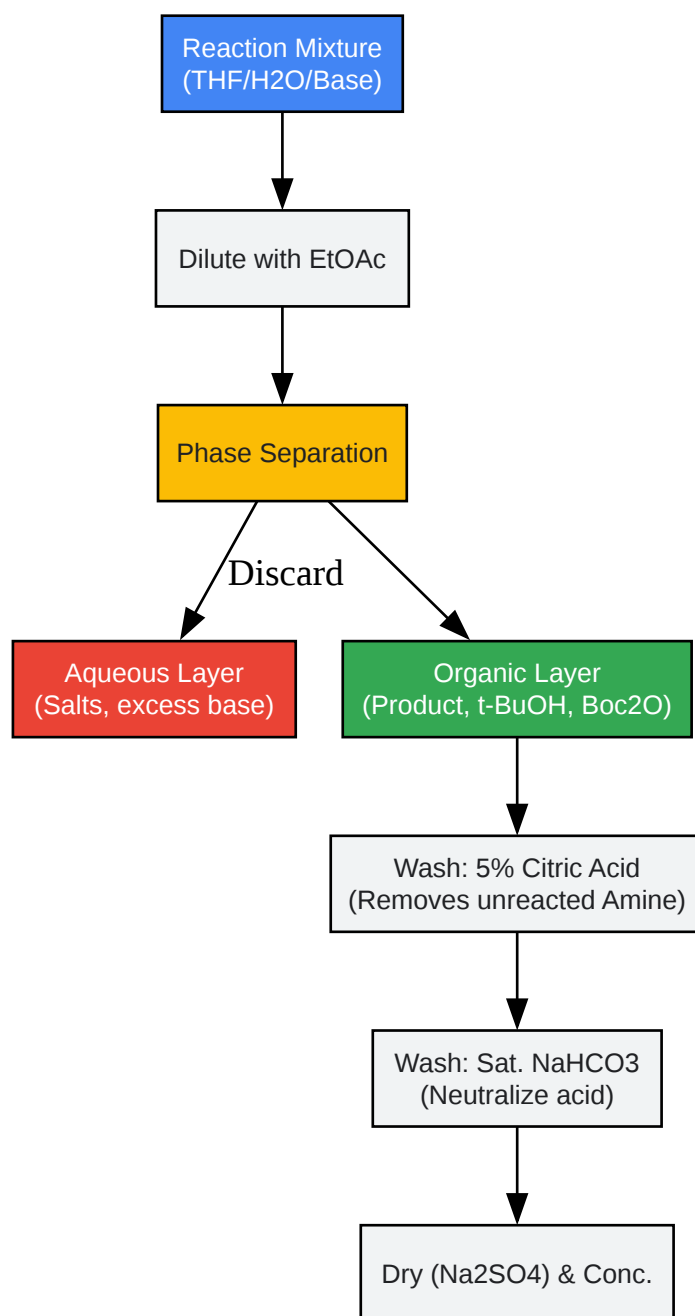 Reaction Mixture
(THF/H2O/Base)
Dilute with EtOAc
Phase Separation
Discard
Aqueous Layer
(Salts, excess base)
Organic Layer
(Product, t-BuOH, Boc2O)
Wash: 5% Citric Acid
(Removes unreacted Amine)
Wash: Sat. NaHCO3
(Neutralize acid)
Dry (Na2SO4) & Conc.